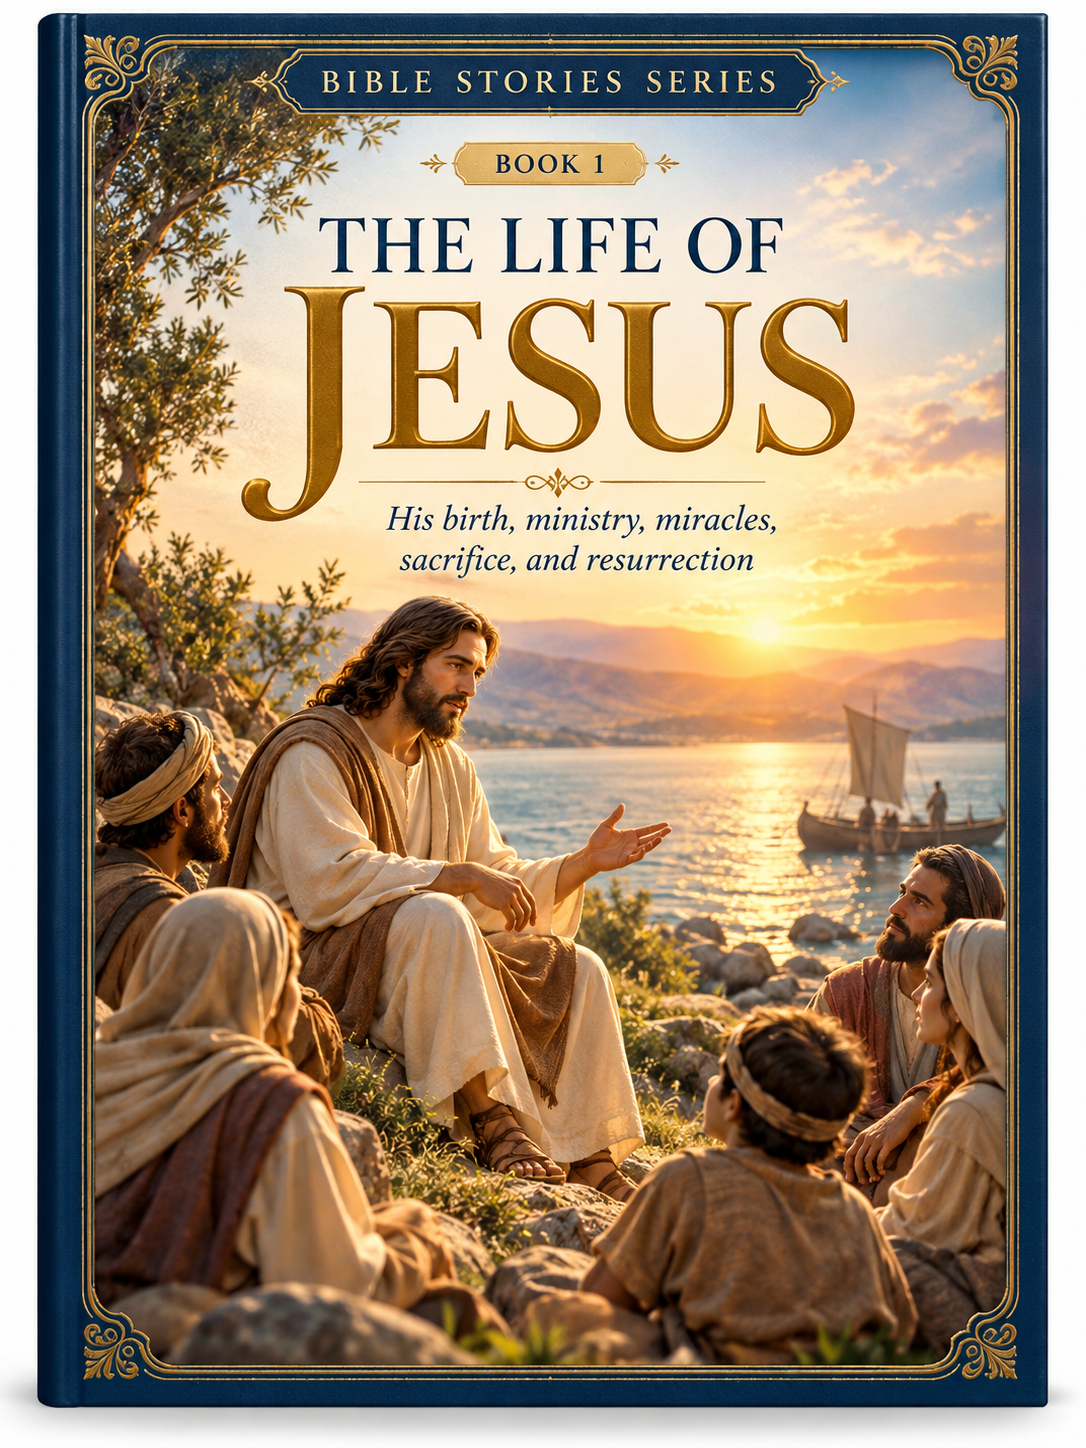 BIBLE STORIES SERIES
BOOK 1
THE LIFE OF
JESUS
His birth, ministry, miracles,
sacrifice, and resurrection